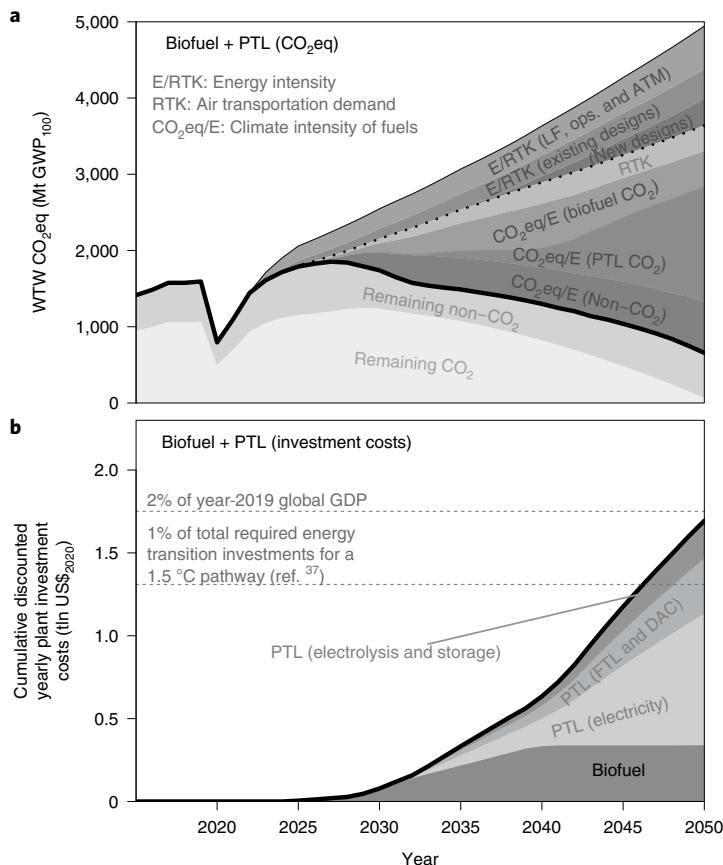 a
Biofuel + PTL (CO2eq)
E/RTK: Energy intensity
RTK: Air transportation demand
CO2eq/E: Climate intensity of fuels
5,000
4,000
3,000
2,000
1,000
0
WTW CO2eq (Mt GWP100)
E/RTK (LF, ops. and ATM)
E/RTK (existing designs)
(New designs)
RTK
CO2eq/E (biofuel CO2)
CO2eq/E (PTL CO2)
CO2eq/E (Non–CO2)
Remaining non–CO2
Remaining CO2
b
Biofuel + PTL (investment costs)
2.0
1.5
1.0
0.5
0
Cumulative discounted
yearly plant investment
costs (tln US$2020)
2% of year-2019 global GDP
1% of total required energy
transition investments for a
1.5 °C pathway (ref. 37)
PTL (electrolysis and storage)
PTL (FTL and DAC)
PTL (electricity)
Biofuel
2020 2025 2030 2035 2040 2045 2050
Year